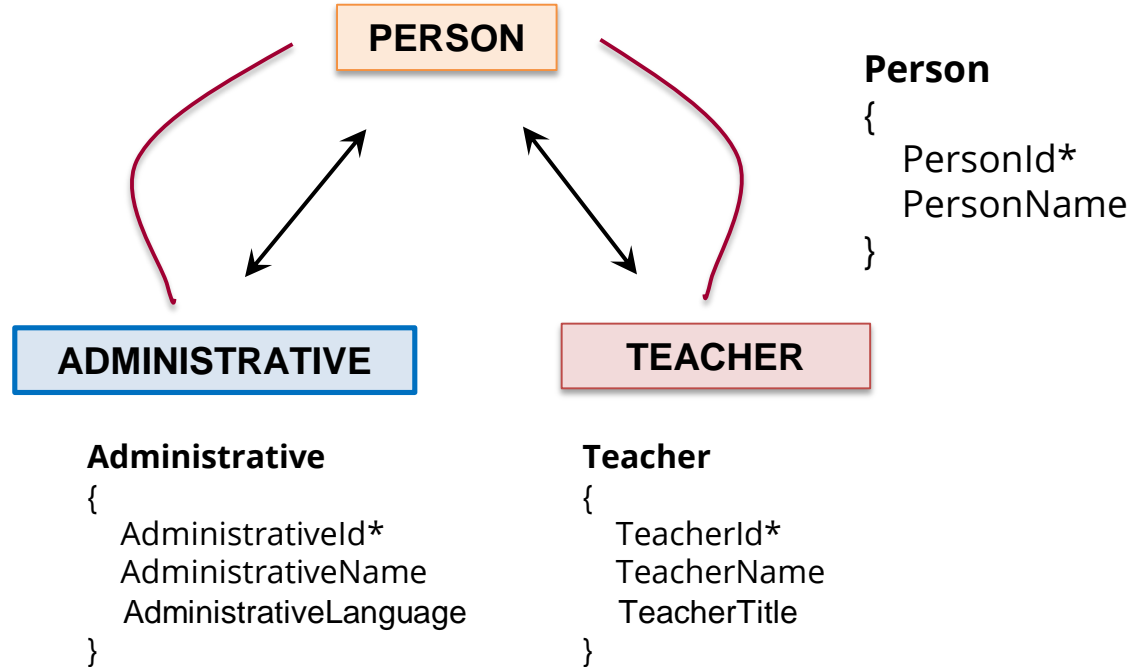 PERSON
Person
{
PersonId*
PersonName
}
ADMINISTRATIVE
TEACHER
Administrative
{
AdministrativeId*
AdministrativeName
AdministrativeLanguage
}
Teacher
{
TeacherId*
TeacherName
TeacherTitle
}